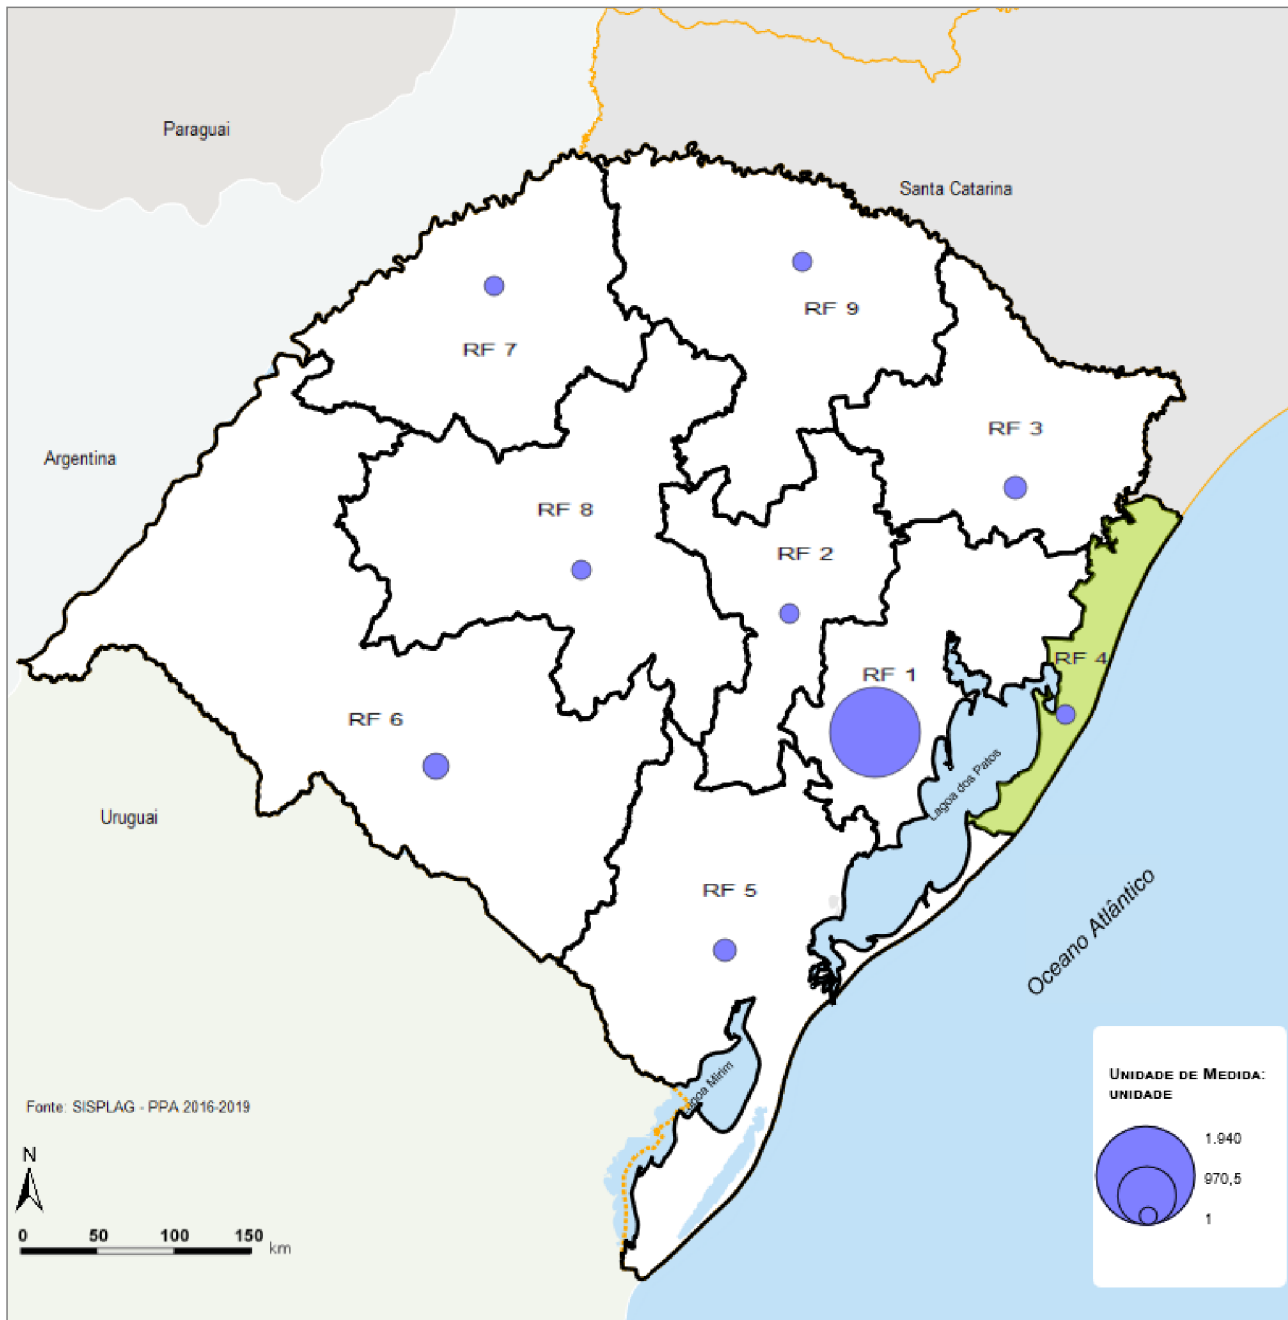 Paraguai
Santa Catarina
RF 9
RF 7
RF 3
Argentina
RF 8
RF 2
RF 4
RF 1
RF 6
Lagoa dos Patos
Uruguai
RF 5
Oceano Atlântico
Lagoa Mirim
Fonte: SISPLAG - PPA 2016-2019
Unidade de Medida:
unidade
1.940
970,5
1
N
0 50 100 150
km